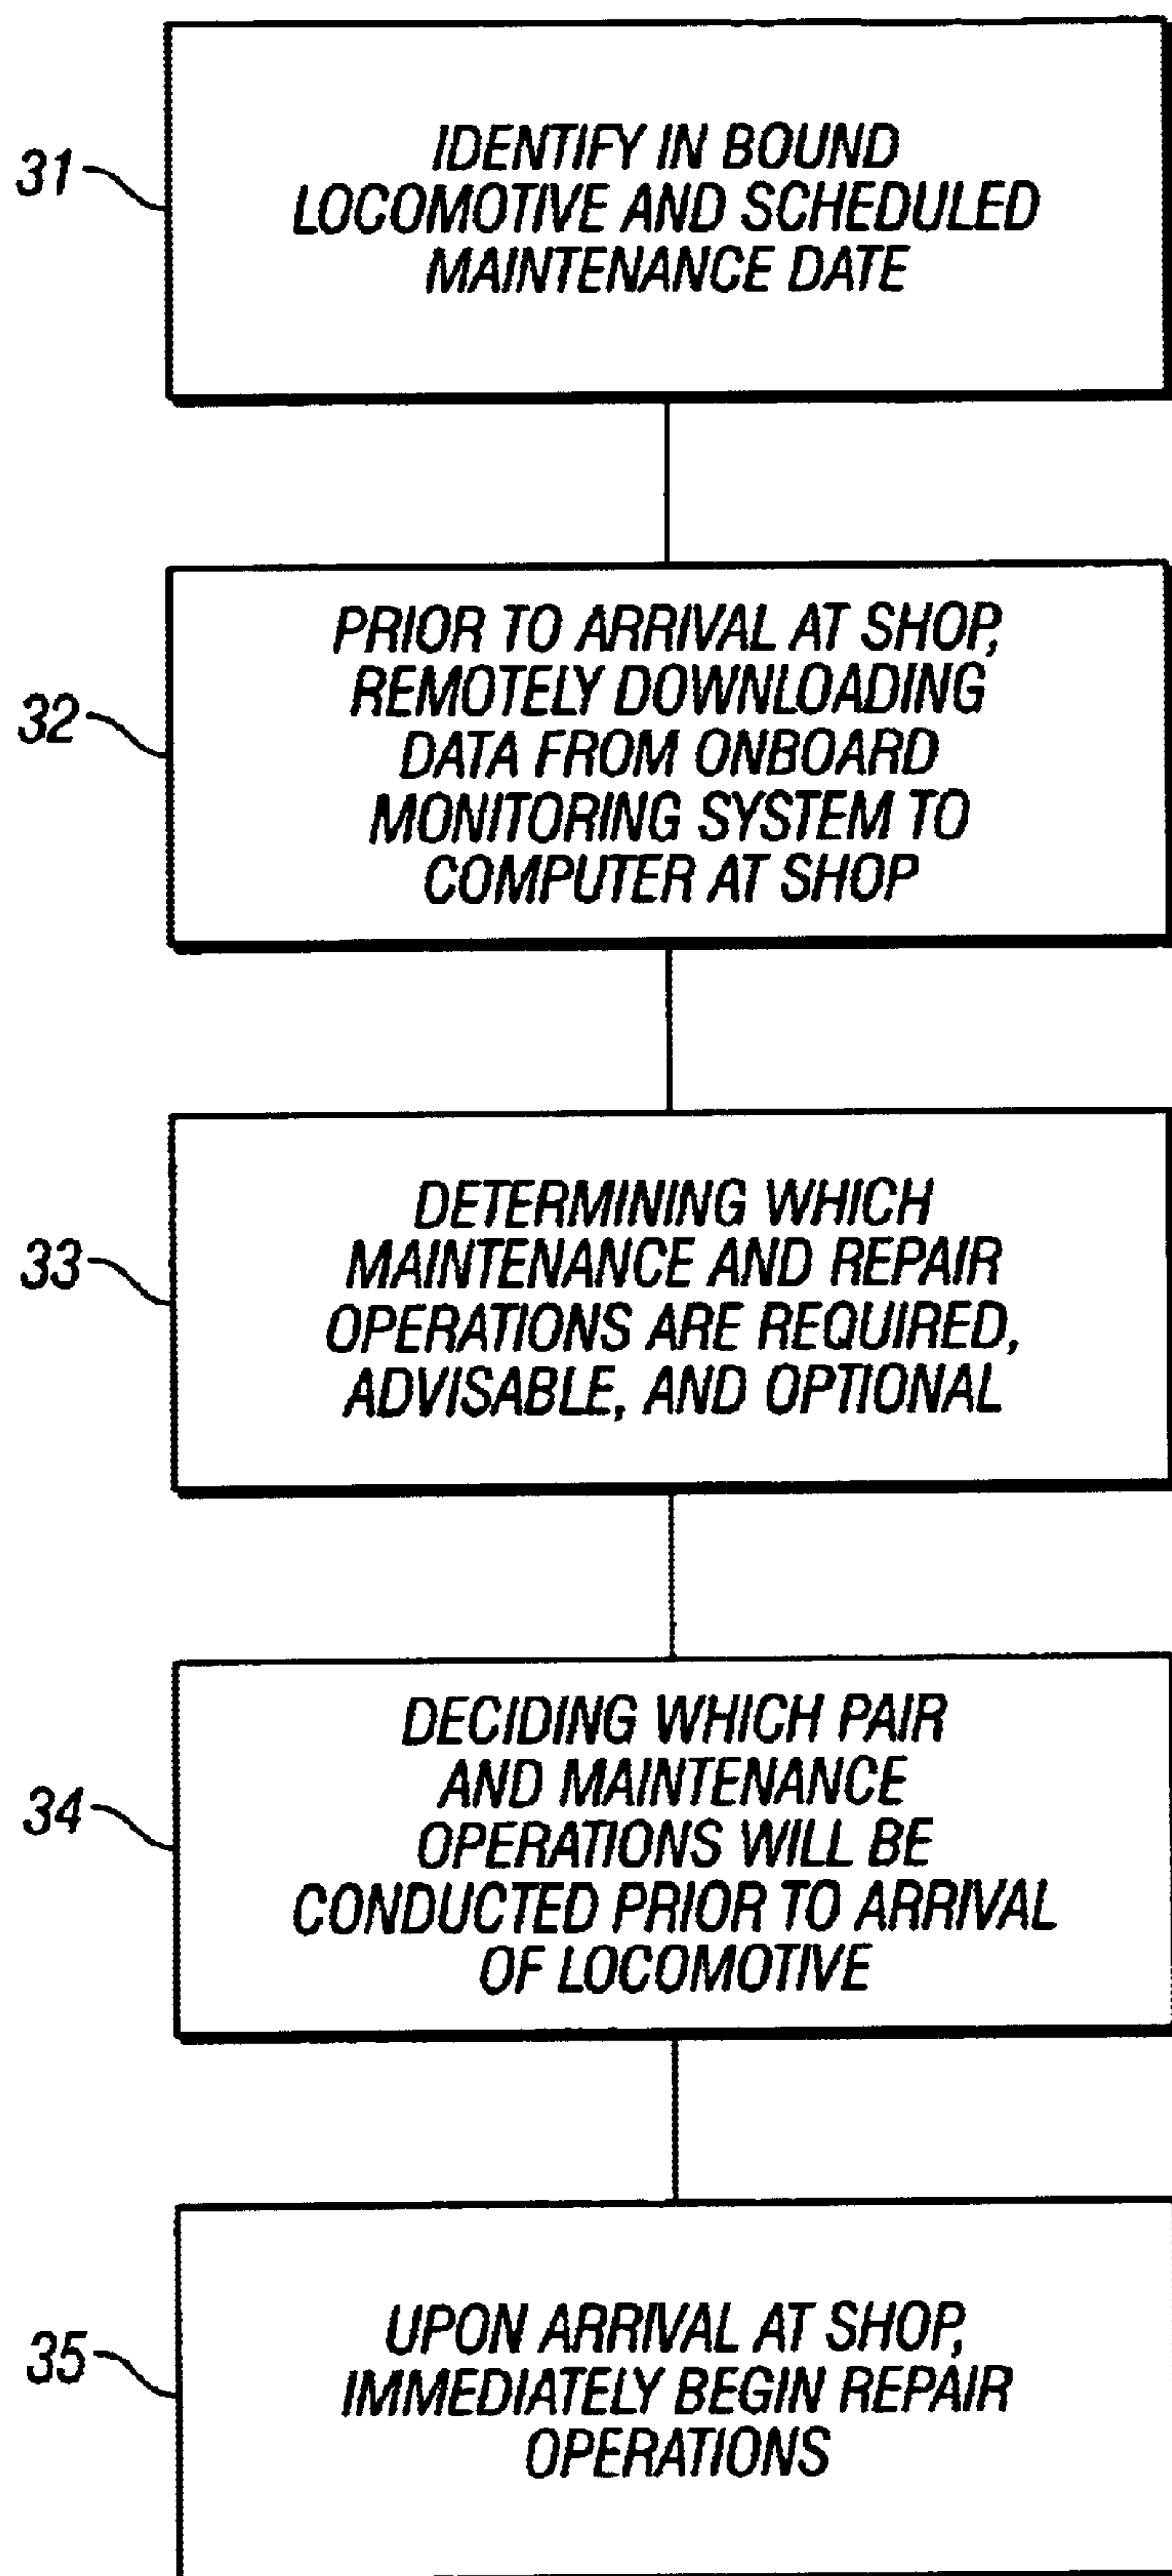 31
IDENTIFY IN BOUND
LOCOMOTIVE AND SCHEDULED
MAINTENANCE DATE
32
PRIOR TO ARRIVAL AT SHOP,
REMOTELY DOWNLOADING
DATA FROM ONBOARD
MONITORING SYSTEM TO
COMPUTER AT SHOP
33
DETERMINING WHICH
MAINTENANCE AND REPAIR
OPERATIONS ARE REQUIRED,
ADVISABLE, AND OPTIONAL
34
DECIDING WHICH PAIR
AND MAINTENANCE
OPERATIONS WILL BE
CONDUCTED PRIOR TO ARRIVAL
OF LOCOMOTIVE
35
UPON ARRIVAL AT SHOP,
IMMEDIATELY BEGIN REPAIR
OPERATIONS